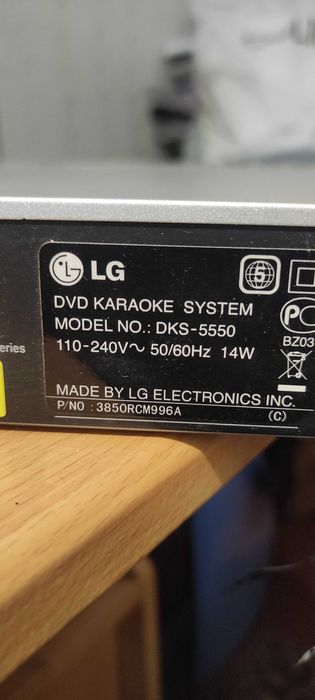 LG
5
DVD KARAOKE SYSTEM
MODEL NO.: DKS-5550
PC
eries
110-240V~ 50/60Hz 14W
BZ03
MADE BY LG ELECTRONICS INC.
P/NO :3850RCM996A (C)